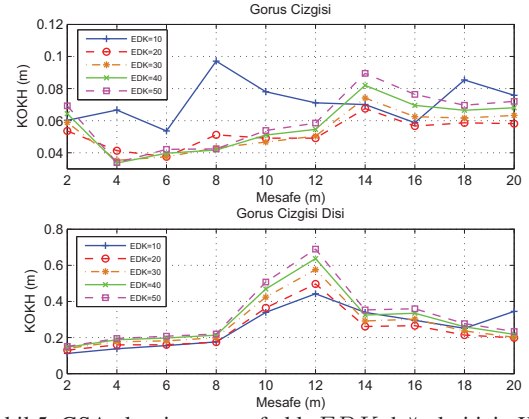 Gorus Cizgisi
0.12
0.1
0.08
0.06
0.04
KOKH (m)
EDK=10
EDK=20
EDK=30
EDK=40
EDK=50
2 4 6 8 10 12 14 16 18 20
Mesafe (m)
Gorus Cizgisi Disi
0.8
0.6
0.4
0.2
0
KOKH (m)
EDK=10
EDK=20
EDK=30
EDK=40
EDK=50
2 4 6 8 10 12 14 16 18 20
Mesafe (m)